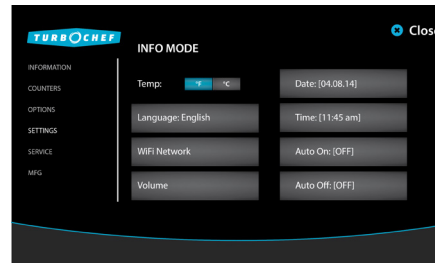 TURBOCHEF
Close
INFO MODE
INFORMATION
COUNTERS
OPTIONS
SETTINGS
SERVICE
MFG
Temp: °F °C
Date: [04.08.14]
Language: English
Time: [11:45 am]
WiFi Network
Auto On: [OFF]
Volume
Auto Off: [OFF]